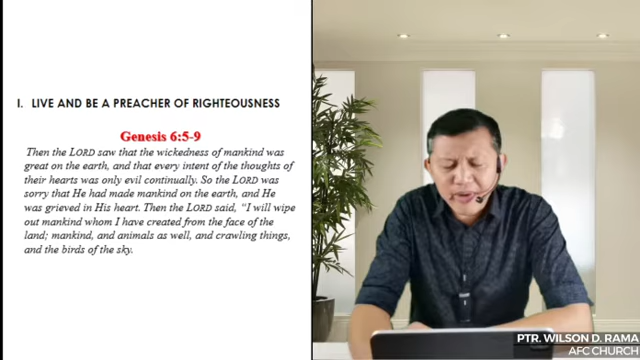 I. LIVE AND BE A PREACHER OF RIGHTEOUSNESS
Genesis 6:5-9
Then the LORD saw that the wickedness of mankind was
great on the earth, and that every intent of the thoughts of
their hearts was only evil continually. So the LORD was
sorry that He had made mankind on the earth, and He
was grieved in His heart. Then the LORD said, “I will wipe
out mankind whom I have created from the face of the
land; mankind, and animals as well, and crawling things,
and the birds of the sky.
PTR. WILSON D. RAMA
AFC CHURCH